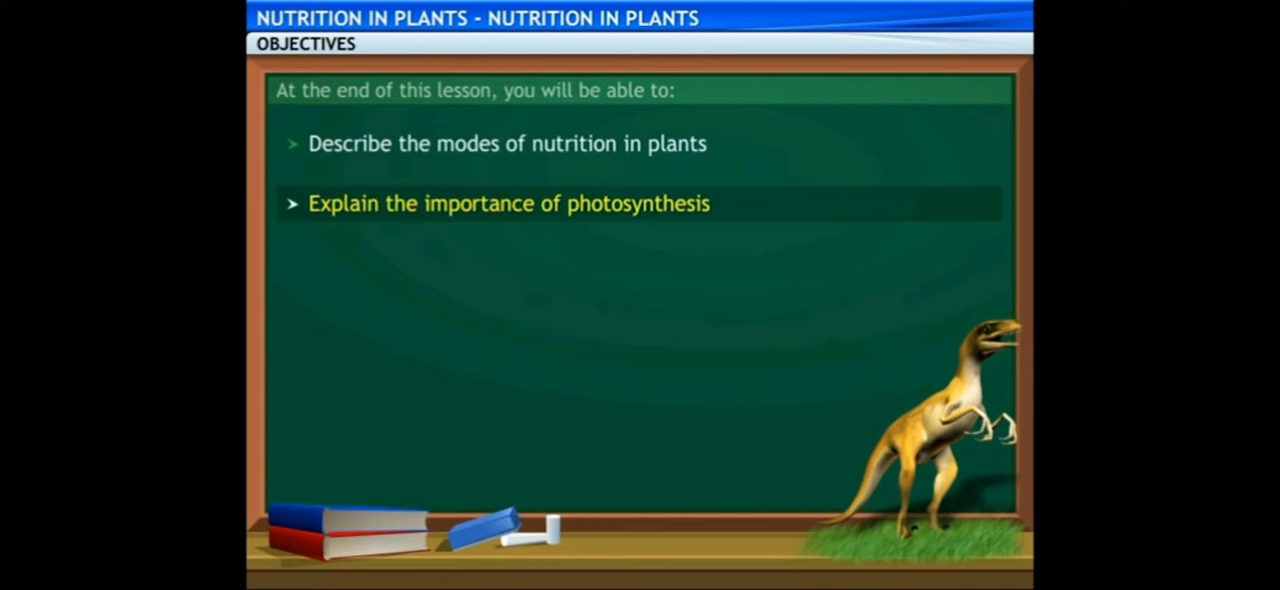 NUTRITION IN PLANTS - NUTRITION IN PLANTS
OBJECTIVES
At the end of this lesson, you will be able to:
➤ Describe the modes of nutrition in plants
➤ Explain the importance of photosynthesis